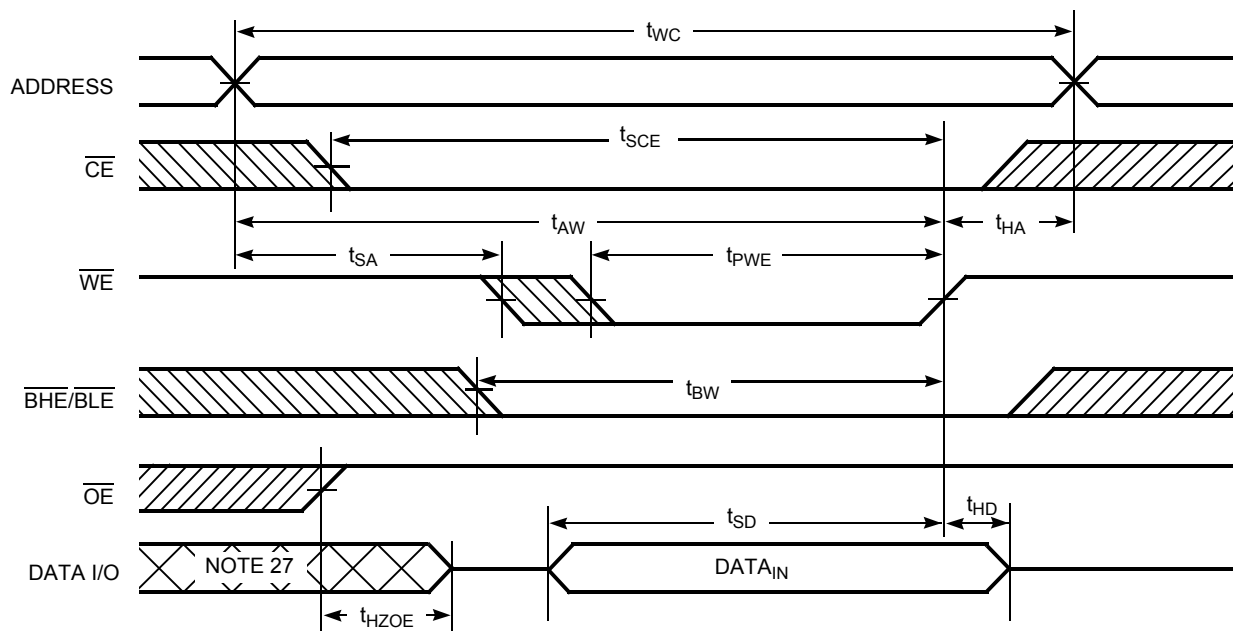 tWC
ADDRESS
tSCE
CE
tAW
tHA
tSA
tPWE
WE
tBW
BHE/BLE
OE
tSD
tHD
DATA I/O
NOTE 27
DATAIN
tHZOE